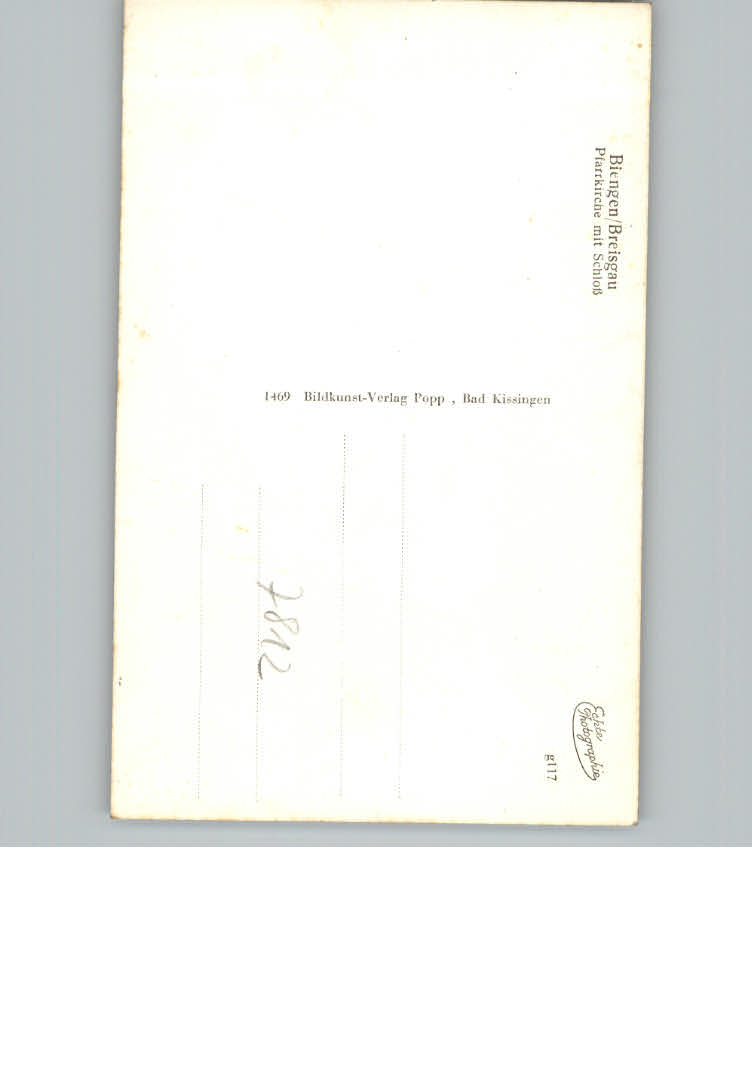 Biengen/Breisgau
Pfarrkirche mit Schloß
1469 Bildkunst-Verlag Popp , Bad Kissingen
7812
Echte
Photographie
g117